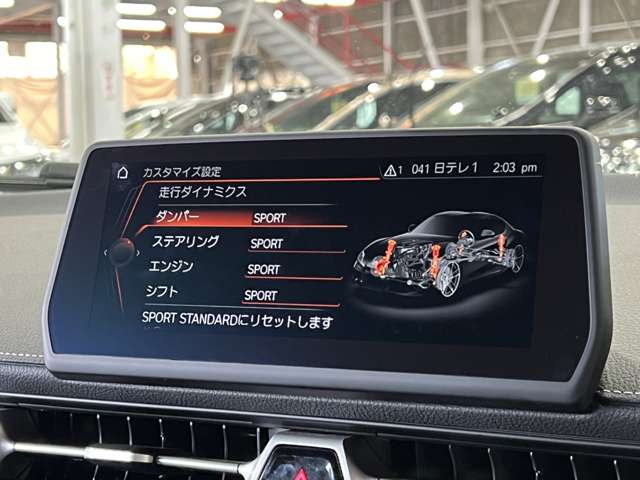 カスタマイズ設定 1 041 日テレ1 2:03 pm
走行ダイナミクス
ダンパー SPORT
ステアリング SPORT
エンジン SPORT
シフト SPORT
SPORT STANDARDにリセットします